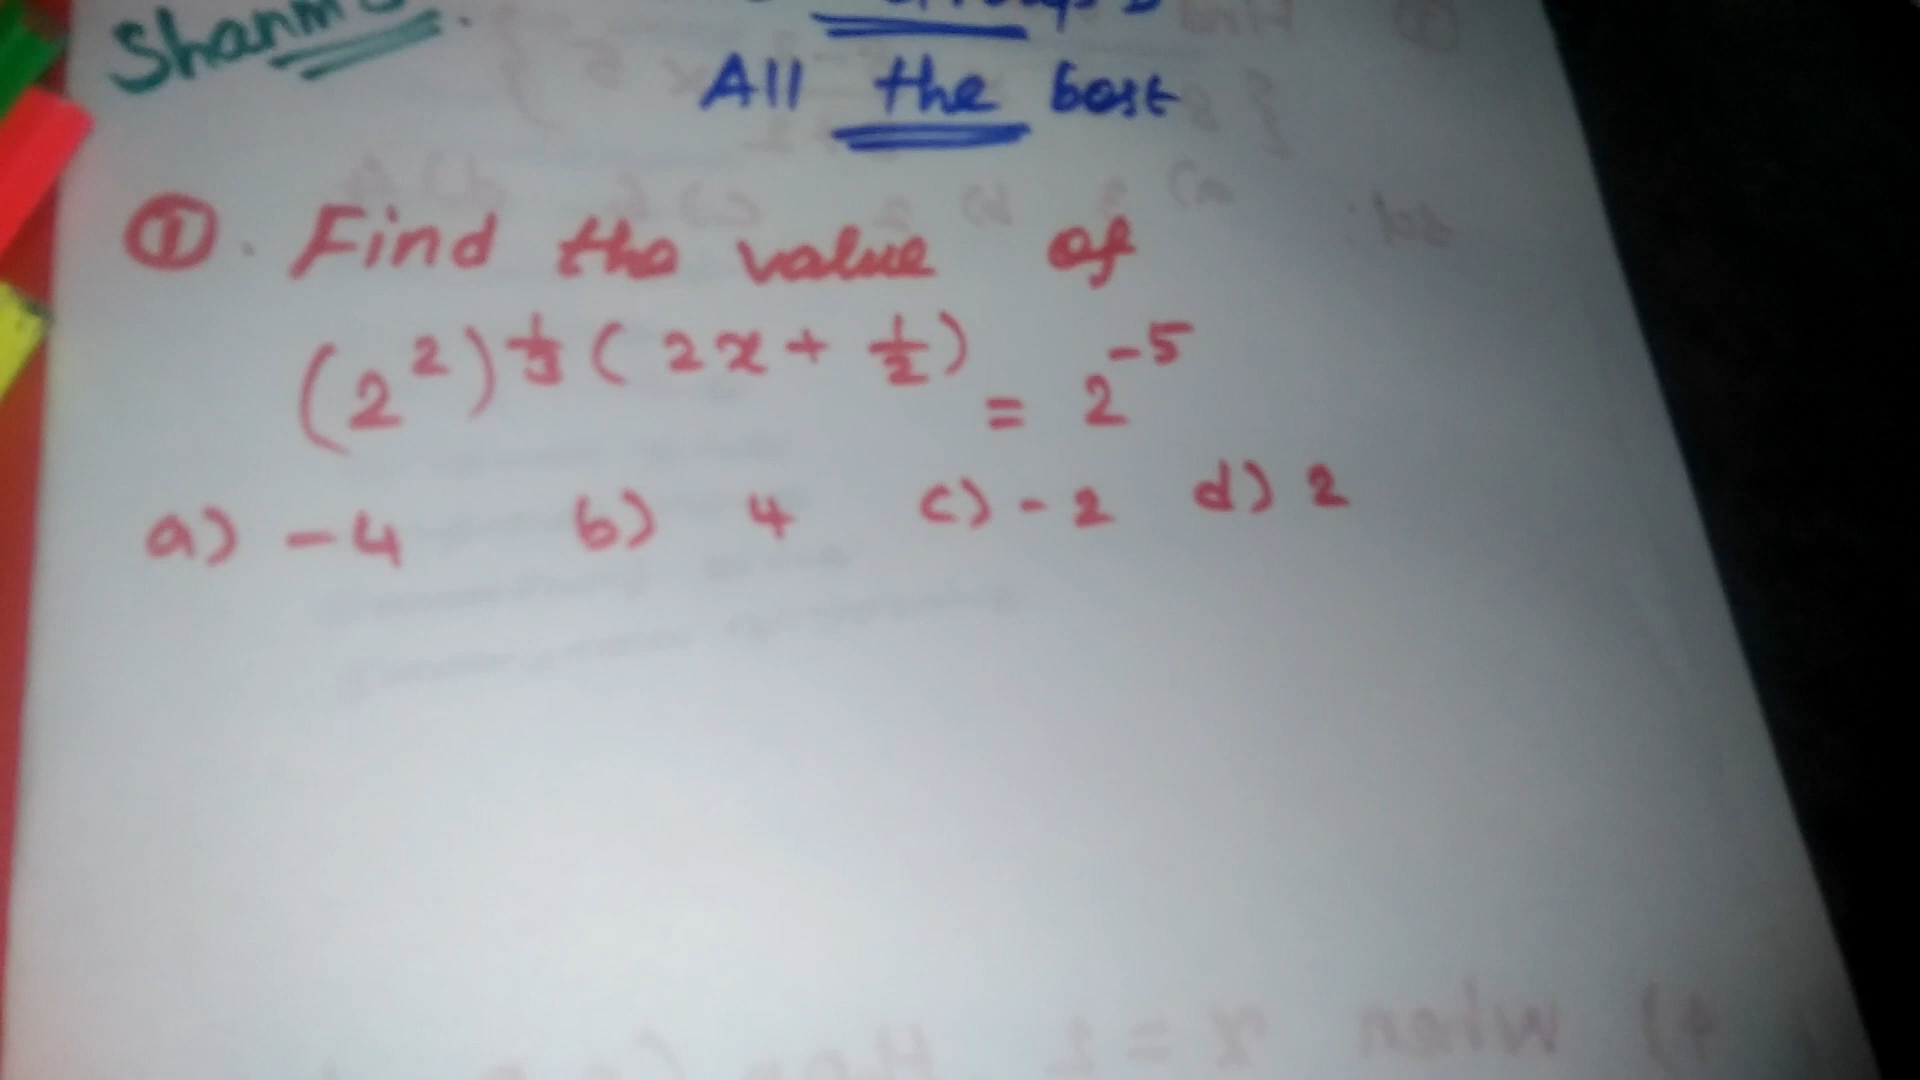 All the best
①. Find the value of
(2²)^⅓(2x + ½) = 2⁻⁵
a) -4 b) 4 c) -2 d) 2